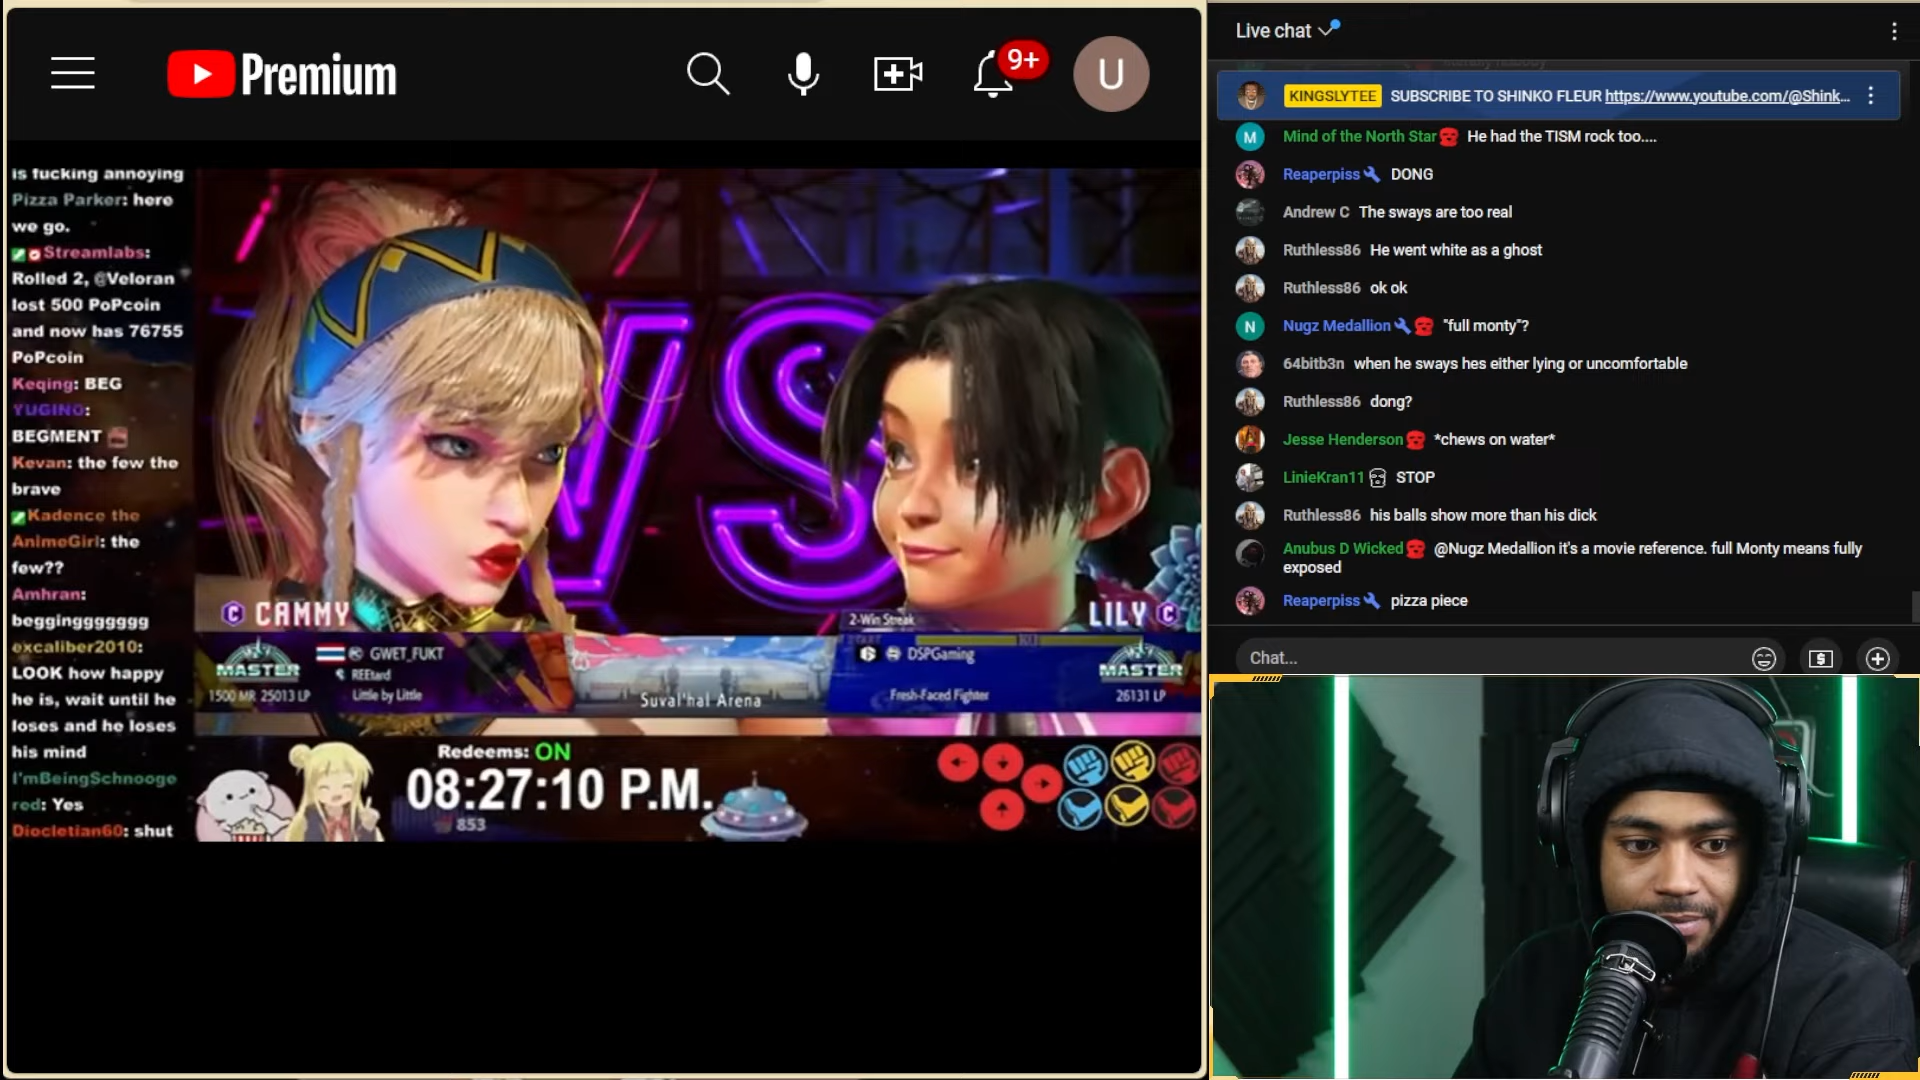 Premium
9+
U
is fucking annoying
Pizza Parker: here
we go.
Streamlabs:
Rolled 2, @Veloran
lost 500 PoPcoin
and now has 76755
PoPcoin
Keqing: BEG
YUGINO:
BEGMENT
Kevan: the few the
brave
Kadence the
AnimeGirl: the
few??
Amhran:
begginggggggg
excaliber2010:
LOOK how happy
he is, wait until he
loses and he loses
his mind
I'mBeingSchnooge
red: Yes
Diocletian60: shut
VS
C CAMMY
LILY C
2-Win Streak
MASTER
1500 MR 25013 LP
GWET_FUKT
REEtard
Little by Little
Suval'hal Arena
DSPGaming
Fresh-Faced Fighter
MASTER
26131 LP
Redeems: ON
08:27:10 P.M.
853
Live chat
KINGSLYTEE SUBSCRIBE TO SHINKO FLEUR https://www.youtube.com/@Shink...
M Mind of the North Star He had the TISM rock too....
Reaperpiss DONG
Andrew C The sways are too real
Ruthless86 He went white as a ghost
Ruthless86 ok ok
N Nugz Medallion "full monty"?
64bitb3n when he sways hes either lying or uncomfortable
Ruthless86 dong?
Jesse Henderson *chews on water*
LinieKran11 STOP
Ruthless86 his balls show more than his dick
Anubus D Wicked @Nugz Medallion it's a movie reference. full Monty means fully
exposed
Reaperpiss pizza piece
Chat...